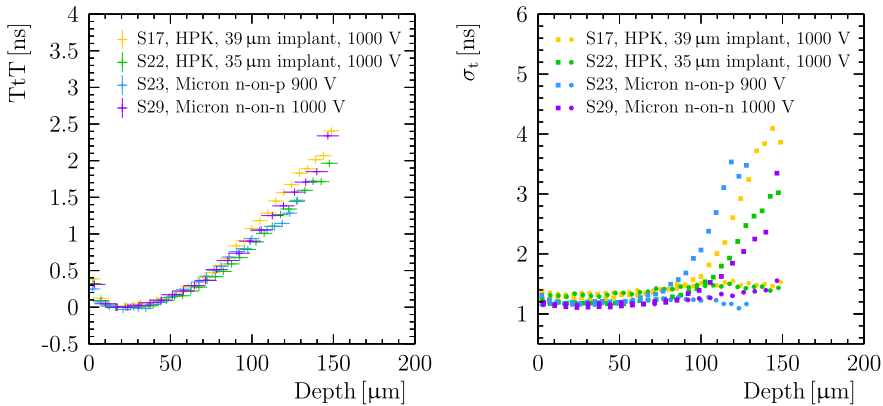 TtT [ns]
4
3.5
3
2.5
2
1.5
1
0.5
0
-0.5
S17, HPK, 39 μm implant, 1000 V
S22, HPK, 35 μm implant, 1000 V
S23, Micron n-on-p 900 V
S29, Micron n-on-n 1000 V
0 50 100 150 200
Depth [μm]
σt [ns]
6
5
4
3
2
1
S17, HPK, 39 μm implant, 1000 V
S22, HPK, 35 μm implant, 1000 V
S23, Micron n-on-p 900 V
S29, Micron n-on-n 1000 V
0 50 100 150 200
Depth [μm]